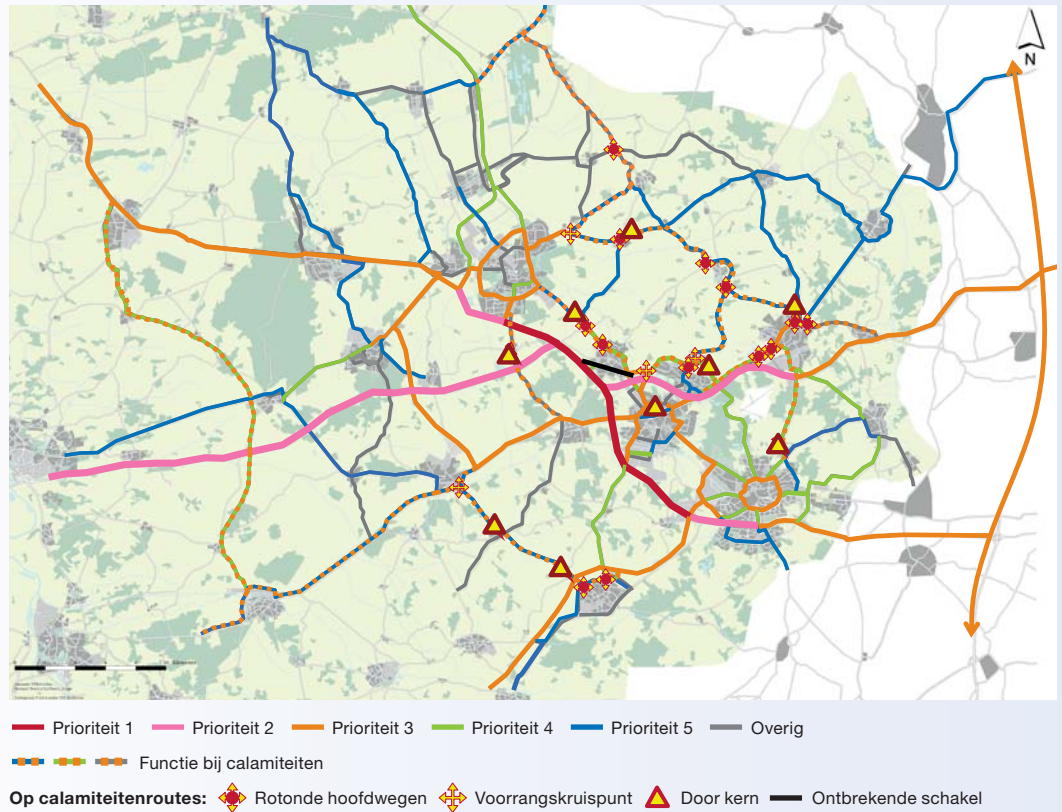 N
Prioriteit 1 Prioriteit 2 Prioriteit 3 Prioriteit 4 Prioriteit 5 Overig
Functie bij calamiteiten
Op calamiteitenroutes: Rotonde hoofdwegen Voorrangskruispunt Door kern Ontbrekende schakel